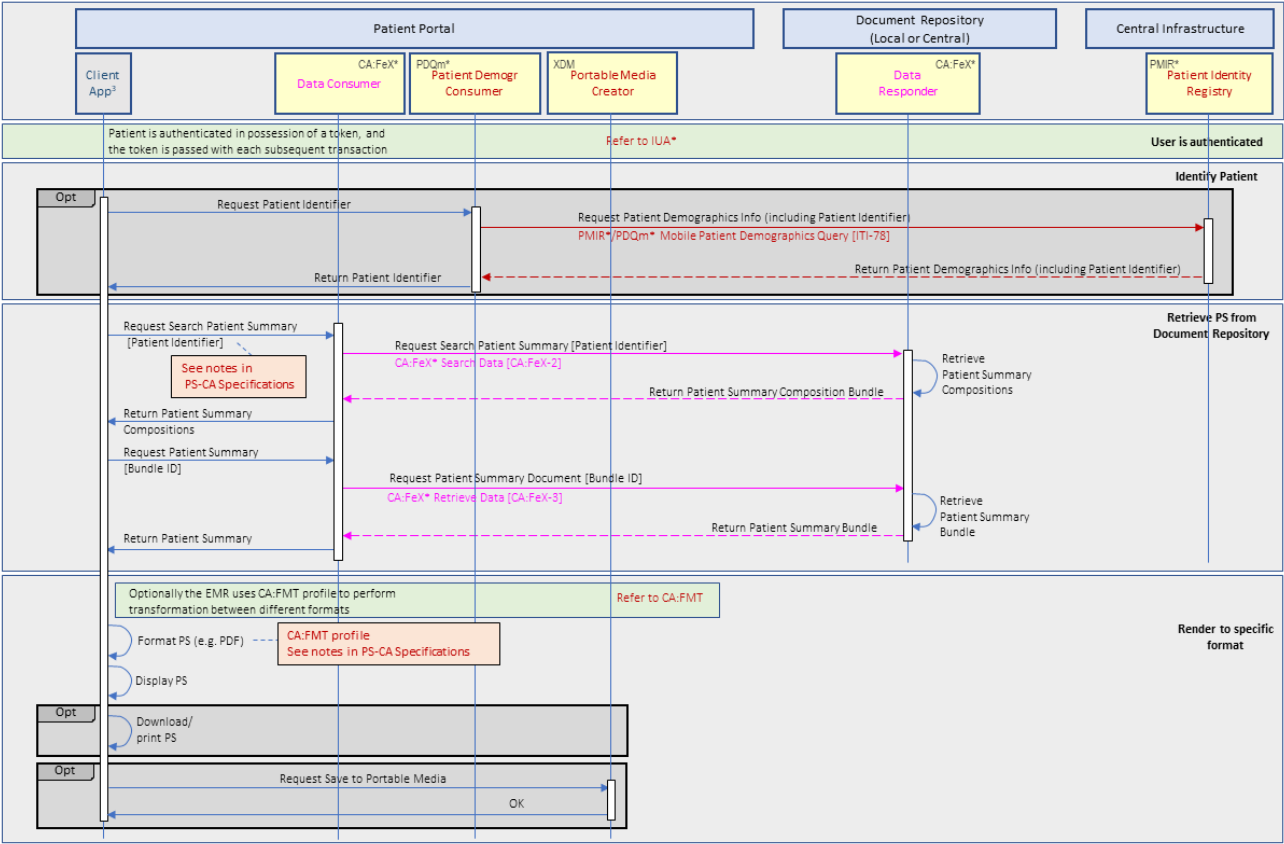 Patient Portal
Document Repository
(Local or Central)
Central Infrastructure
Client
App³
CA:FeX*
Data Consumer
PDQm*
Patient Demogr
Consumer
XDM
Portable Media
Creator
CA:FeX*
Data
Responder
PMIR*
Patient Identity
Registry
Patient is authenticated in possession of a token, and
the token is passed with each subsequent transaction
Refer to IUA*
User is authenticated
Identify Patient
Opt
Request Patient Identifier
Request Patient Demographics Info (including Patient Identifier)
PMIR*/PDQm* Mobile Patient Demographics Query [ITI-78]
Return Patient Demographics Info (including Patient Identifier)
Return Patient Identifier
Retrieve PS from
Document Repository
Request Search Patient Summary
[Patient Identifier]
See notes in
PS-CA Specifications
Request Search Patient Summary [Patient Identifier]
CA:FeX* Search Data [CA:FeX-2]
Retrieve
Patient Summary
Compositions
Return Patient Summary Composition Bundle
Return Patient Summary
Compositions
Request Patient Summary
[Bundle ID]
Request Patient Summary Document [Bundle ID]
CA:FeX* Retrieve Data [CA:FeX-3]
Retrieve
Patient Summary
Bundle
Return Patient Summary Bundle
Return Patient Summary
Optionally the EMR uses CA:FMT profile to perform
transformation between different formats
Refer to CA:FMT
Render to specific
format
Format PS (e.g. PDF)
CA:FMT profile
See notes in PS-CA Specifications
Display PS
Opt
Download/
print PS
Opt
Request Save to Portable Media
OK